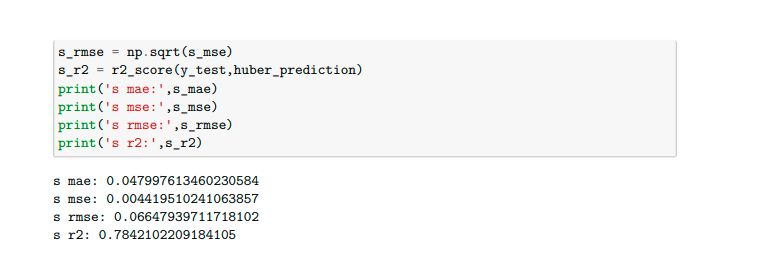 s_rmse = np.sqrt(s_mse)
s_r2 = r2_score(y_test,huber_prediction)
print('s mae:',s_mae)
print('s mse:',s_mse)
print('s rmse:',s_rmse)
print('s r2:',s_r2)
s mae: 0.047997613460230584
s mse: 0.004419510241063857
s rmse: 0.06647939711718102
s r2: 0.7842102209184105